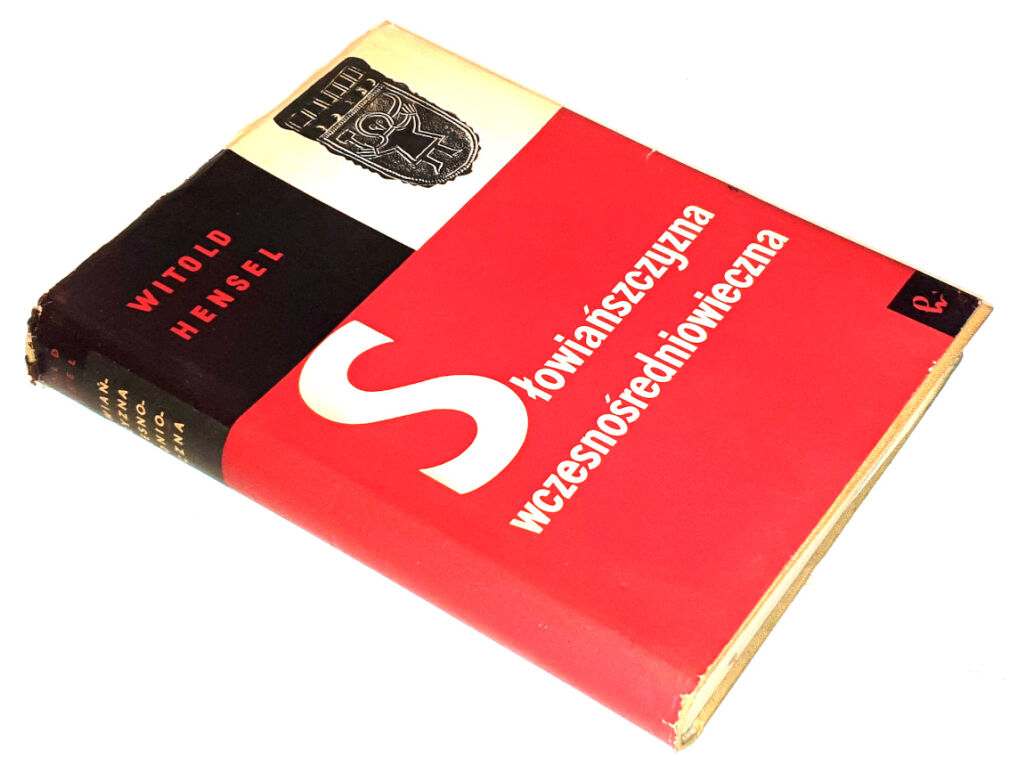 WITOLD
HENSEL
Słowiańszczyzna
wczesnośredniowieczna